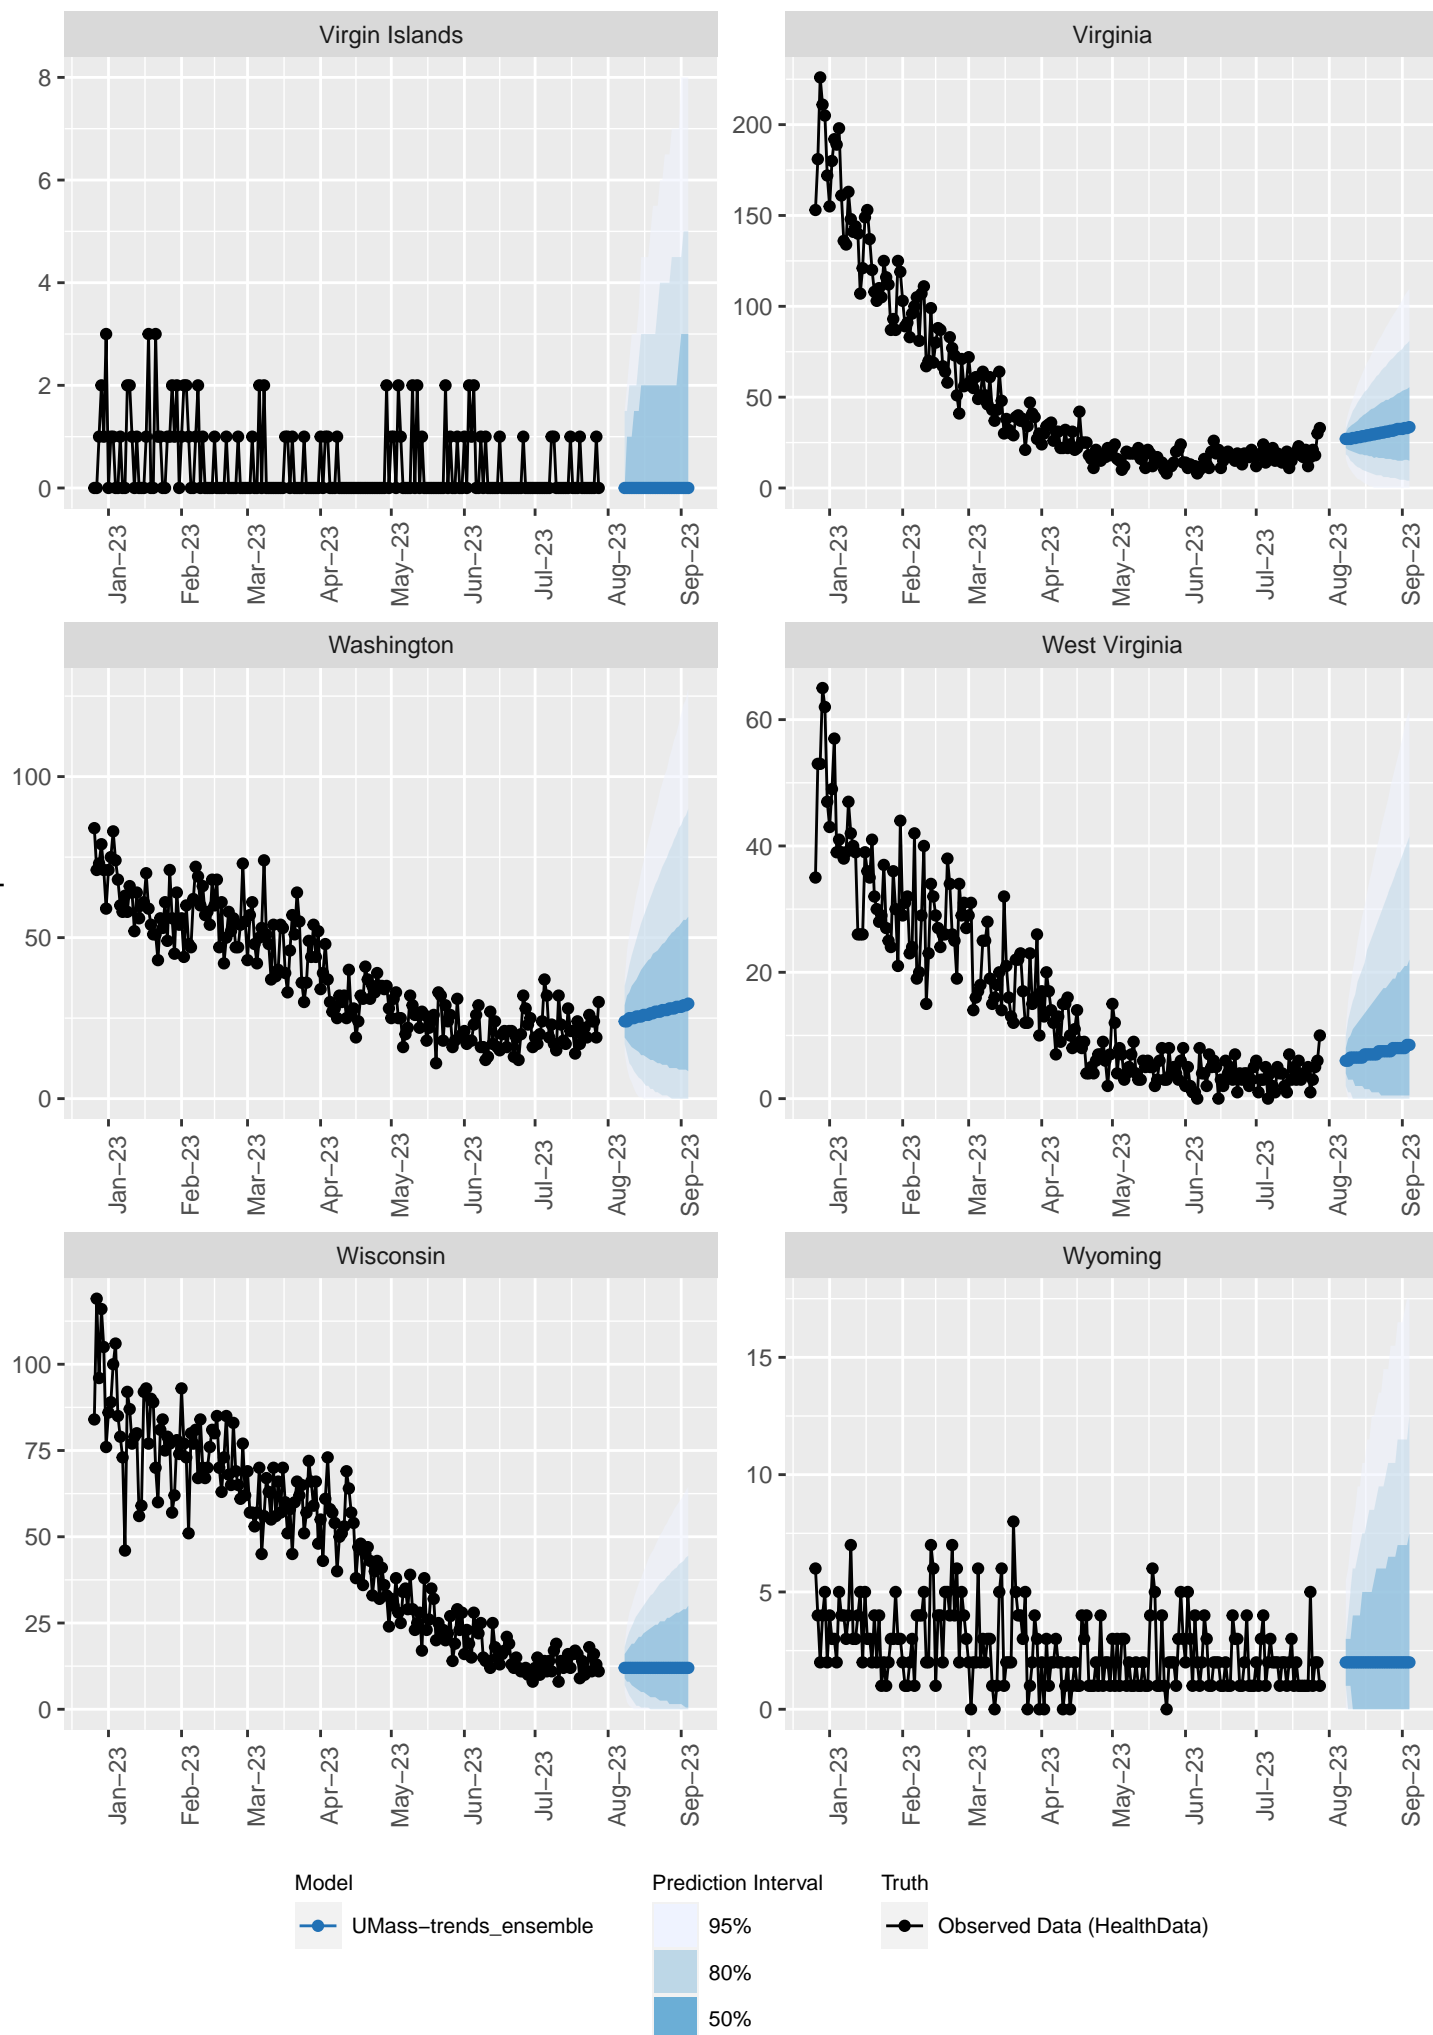 Virgin Islands
Virginia
8
6
4
2
0
200
150
100
50
0
Jan−23
Feb−23
Mar−23
Apr−23
May−23
Jun−23
Jul−23
Aug−23
Sep−23
Jan−23
Feb−23
Mar−23
Apr−23
May−23
Jun−23
Jul−23
Aug−23
Sep−23
Washington
West Virginia
100
50
0
60
40
20
0
Jan−23
Feb−23
Mar−23
Apr−23
May−23
Jun−23
Jul−23
Aug−23
Sep−23
Jan−23
Feb−23
Mar−23
Apr−23
May−23
Jun−23
Jul−23
Aug−23
Sep−23
Wisconsin
Wyoming
100
75
50
25
0
15
10
5
0
Jan−23
Feb−23
Mar−23
Apr−23
May−23
Jun−23
Jul−23
Aug−23
Sep−23
Jan−23
Feb−23
Mar−23
Apr−23
May−23
Jun−23
Jul−23
Aug−23
Sep−23
Model
UMass−trends_ensemble
Prediction Interval
95%
80%
50%
Truth
Observed Data (HealthData)